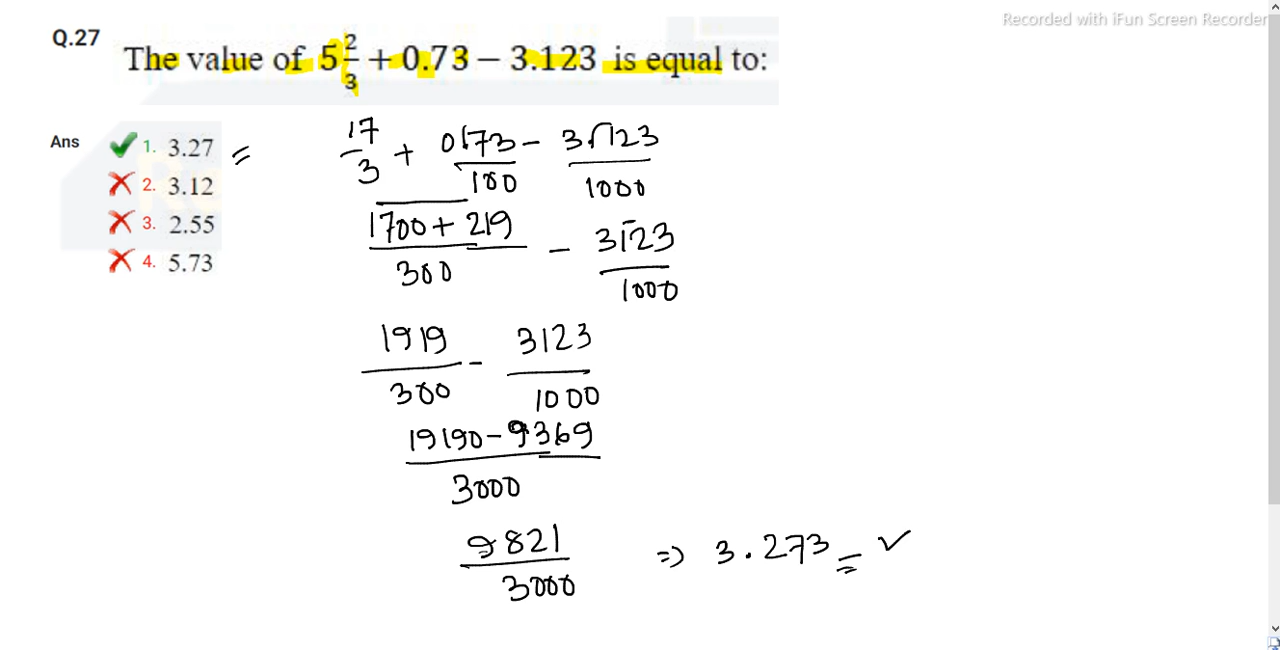 Recorded with iFun Screen Recorder
Q.27
The value of 5 2/3 + 0.73 – 3.123 is equal to:
Ans
1. 3.27 =
2. 3.12
3. 2.55
4. 5.73
17/3 + 0.73/100 - 3.123/1000
1700 + 219/300 - 3123/1000
1919/300 - 3123/1000
19190 - 9369/3000
9821/3000 => 3.273 = ✓